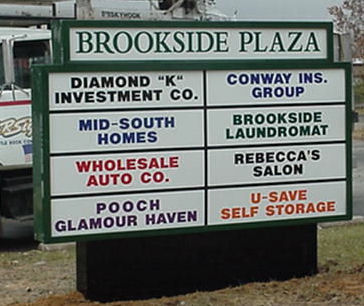 BROOKSIDE PLAZA
DIAMOND "K"
INVESTMENT CO.
CONWAY INS.
GROUP
MID-SOUTH
HOMES
BROOKSIDE
LAUNDROMAT
WHOLESALE
AUTO CO.
REBECCA'S
SALON
POOCH
GLAMOUR HAVEN
U-SAVE
SELF STORAGE